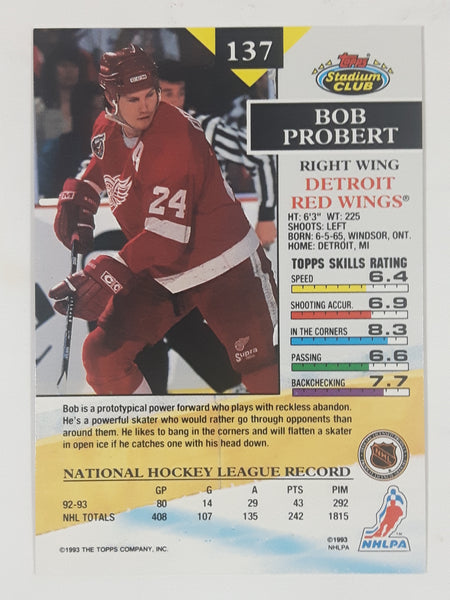 137
Topps
Stadium
CLUB
BOB
PROBERT
RIGHT WING
DETROIT
RED WINGS®
HT: 6'3" WT: 225
SHOOTS: LEFT
BORN: 6-5-65, WINDSOR, ONT.
HOME: DETROIT, MI
TOPPS SKILLS RATING
SPEED 6.4
SHOOTING ACCUR. 6.9
IN THE CORNERS 8.3
PASSING 6.6
BACKCHECKING 7.7
CCM
A
24
24
CCM
Supra
Bob is a prototypical power forward who plays with reckless abandon.
He's a powerful skater who would rather go through opponents than
around them. He likes to bang in the corners and will flatten a skater
in open ice if he catches one with his head down.
NATIONAL HOCKEY LEAGUE RECORD
GP G A PTS PIM
92-93 80 14 29 43 292
NHL TOTALS 408 107 135 242 1815
©1993 THE TOPPS COMPANY, INC.
©1993
NHLPA
NHL
NHLPA